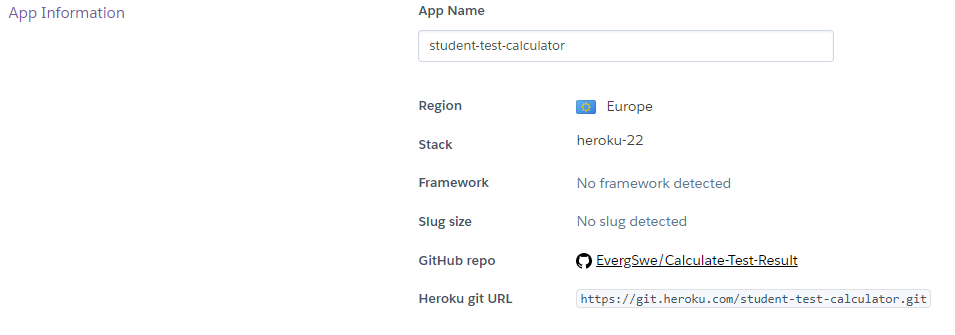 App Information
App Name
student-test-calculator
Region Europe
Stack heroku-22
Framework No framework detected
Slug size No slug detected
GitHub repo EvergSwe/Calculate-Test-Result
Heroku git URL https://git.heroku.com/student-test-calculator.git